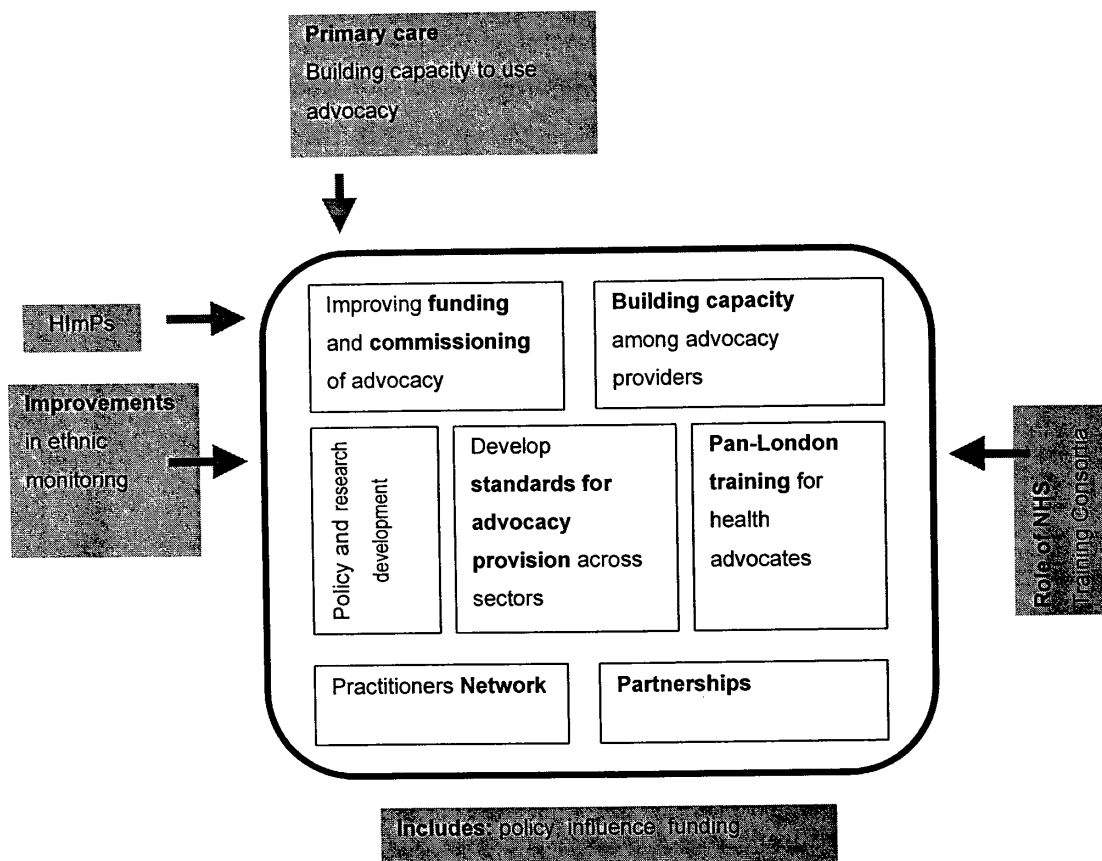 Primary care
Building capacity to use
advocacy
HImPs
Improvements
in ethnic
monitoring
Improving funding
and commissioning
of advocacy
Building capacity
among advocacy
providers
Policy and research
development
Develop
standards for
advocacy
provision across
sectors
Pan-London
training for
health
advocates
Role of NHS
Training Consortia
Practitioners Network
Partnerships
Includes: policy influence funding